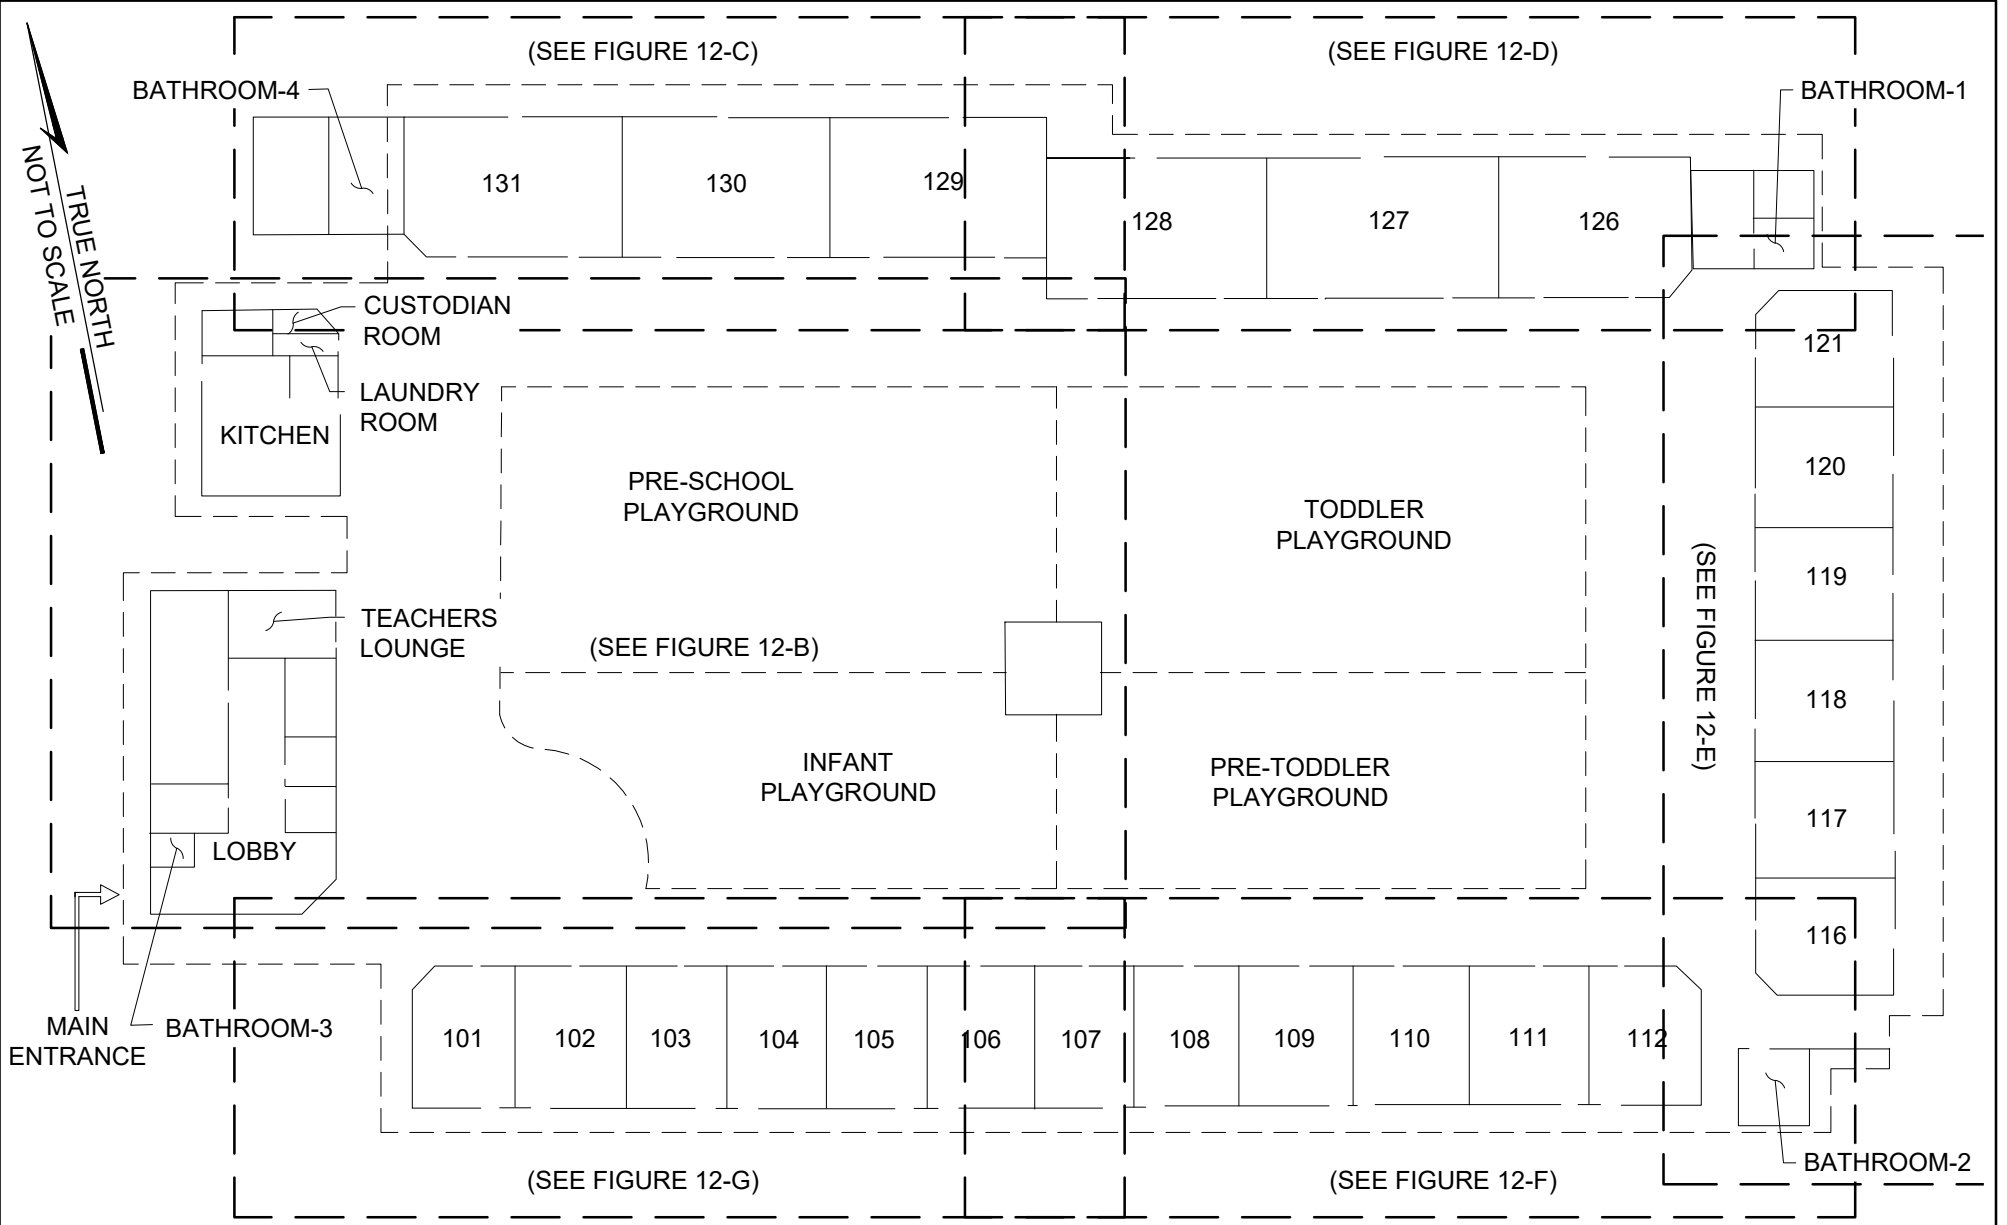 (SEE FIGURE 12-C)
(SEE FIGURE 12-D)
BATHROOM-4
BATHROOM-1
TRUE NORTH
NOT TO SCALE
131
130
129
128
127
126
CUSTODIAN
ROOM
LAUNDRY
ROOM
KITCHEN
121
120
119
118
117
116
PRE-SCHOOL
PLAYGROUND
TODDLER
PLAYGROUND
(SEE FIGURE 12-E)
TEACHERS
LOUNGE
(SEE FIGURE 12-B)
INFANT
PLAYGROUND
PRE-TODDLER
PLAYGROUND
LOBBY
MAIN
ENTRANCE
BATHROOM-3
101
102
103
104
105
106
107
108
109
110
111
112
BATHROOM-2
(SEE FIGURE 12-G)
(SEE FIGURE 12-F)